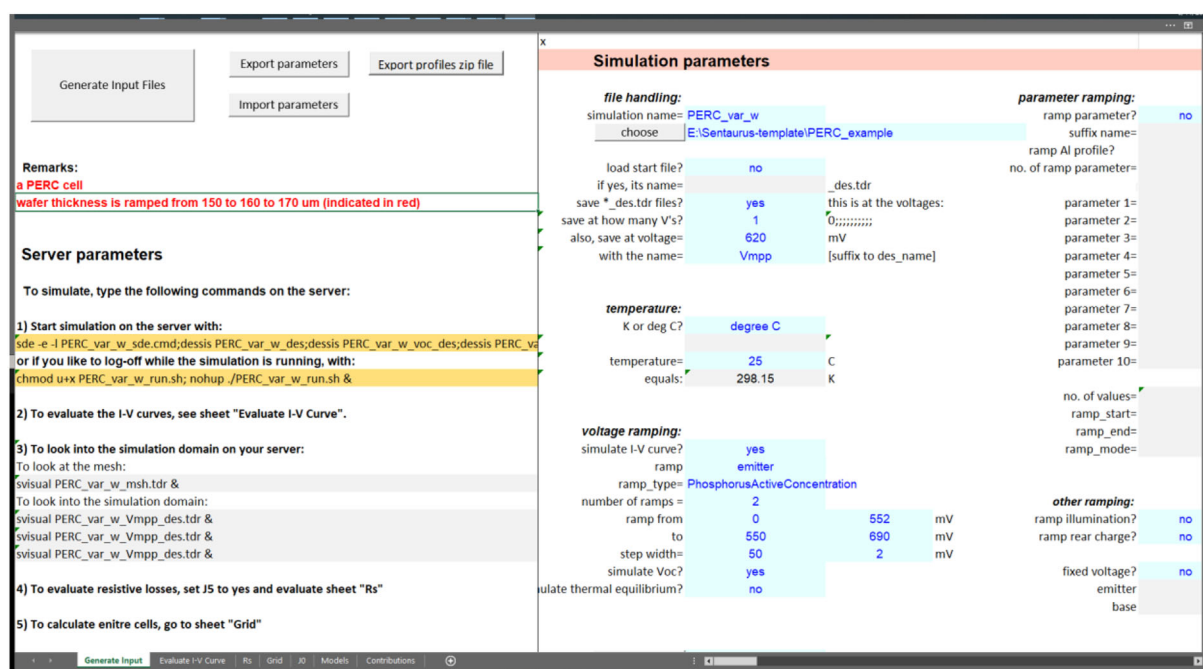 Generate Input Files
Export parameters
Export profiles zip file
Import parameters
Remarks:
a PERC cell
wafer thickness is ramped from 150 to 160 to 170 um (indicated in red)
Server parameters
To simulate, type the following commands on the server:
1) Start simulation on the server with:
sde -e -l PERC_var_w_sde.cmd;dessis PERC_var_w_des;dessis PERC_var_w_voc_des;dessis PERC_va
or if you like to log-off while the simulation is running, with:
chmod u+x PERC_var_w_run.sh; nohup ./PERC_var_w_run.sh &
2) To evaluate the I-V curves, see sheet "Evaluate I-V Curve".
3) To look into the simulation domain on your server:
To look at the mesh:
svisual PERC_var_w_msh.tdr &
To look into the simulation domain:
svisual PERC_var_w_Vmpp_des.tdr &
svisual PERC_var_w_Vmpp_des.tdr &
svisual PERC_var_w_Vmpp_des.tdr &
4) To evaluate resistive losses, set J5 to yes and evaluate sheet "Rs"
5) To calculate enitre cells, go to sheet "Grid"
x
Simulation parameters
file handling:
simulation name= PERC_var_w
choose E:\Sentaurus-template\PERC_example
load start file? no
if yes, its name= _des.tdr
save *_des.tdr files? yes this is at the voltages:
save at how many V's? 1 0;;;;;;;;;;
also, save at voltage= 620 mV
with the name= Vmpp [suffix to des_name]
temperature:
K or deg C? degree C
temperature= 25 C
equals: 298.15 K
voltage ramping:
simulate I-V curve? yes
ramp emitter
ramp_type= PhosphorusActiveConcentration
number of ramps = 2
ramp from 0 552 mV
to 550 690 mV
step width= 50 2 mV
simulate Voc? yes
ulate thermal equilibrium? no
parameter ramping:
ramp parameter? no
suffix name=
ramp Al profile?
no. of ramp parameter=
parameter 1=
parameter 2=
parameter 3=
parameter 4=
parameter 5=
parameter 6=
parameter 7=
parameter 8=
parameter 9=
parameter 10=
no. of values=
ramp_start=
ramp_end=
ramp_mode=
other ramping:
ramp illumination? no
ramp rear charge? no
fixed voltage? no
emitter
base
Generate Input Evaluate I-V Curve Rs Grid J0 Models Contributions